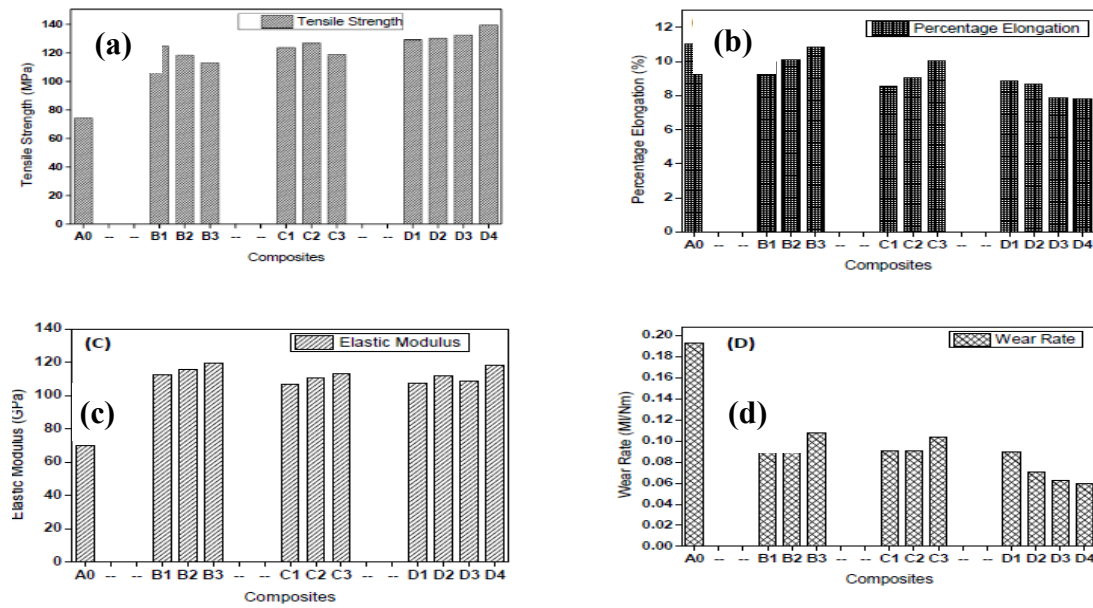 (a)
Tensile Strength
140
120
100
80
60
40
20
0
Tensile Strength (MPa)
A0 -- -- B1 B2 B3 -- -- C1 C2 C3 -- -- D1 D2 D3 D4
Composites
(b)
Percentage Elongation
12
10
8
6
4
2
0
Percentage Elongation (%)
A0 -- -- B1 B2 B3 -- -- C1 C2 C3 -- -- D1 D2 D3 D4
Composites
(C)
Elastic Modulus
(c)
140
120
100
80
60
40
20
0
Elastic Modulus (GPa)
A0 -- -- B1 B2 B3 -- -- C1 C2 C3 -- -- D1 D2 D3 D4
Composites
(D)
Wear Rate
(d)
0.20
0.18
0.16
0.14
0.12
0.10
0.08
0.06
0.04
0.02
0.00
Wear Rate (Ml/Nm)
A0 -- -- B1 B2 B3 -- -- C1 C2 C3 -- -- D1 D2 D3 D4
Composites